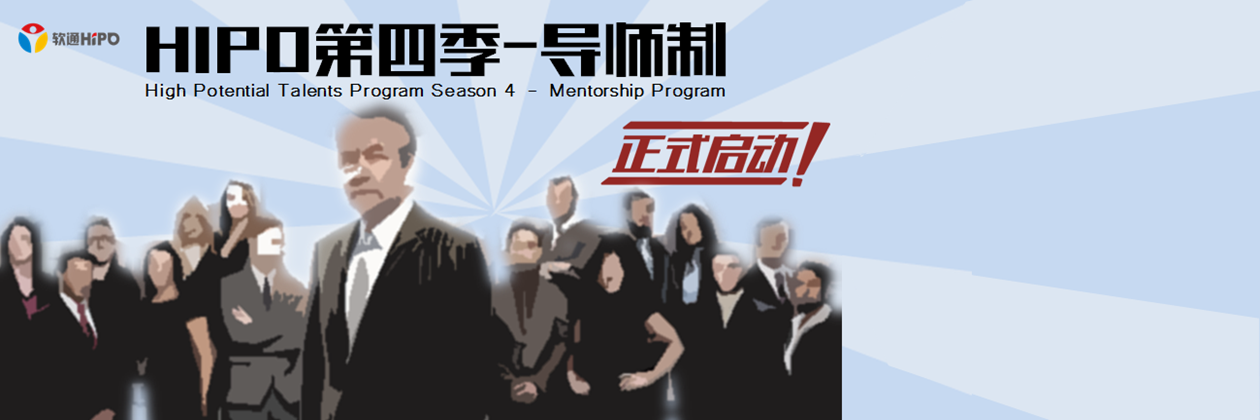 软通HiPO
HIPO第四季-导师制
High Potential Talents Program Season 4 - Mentorship Program
正式启动!